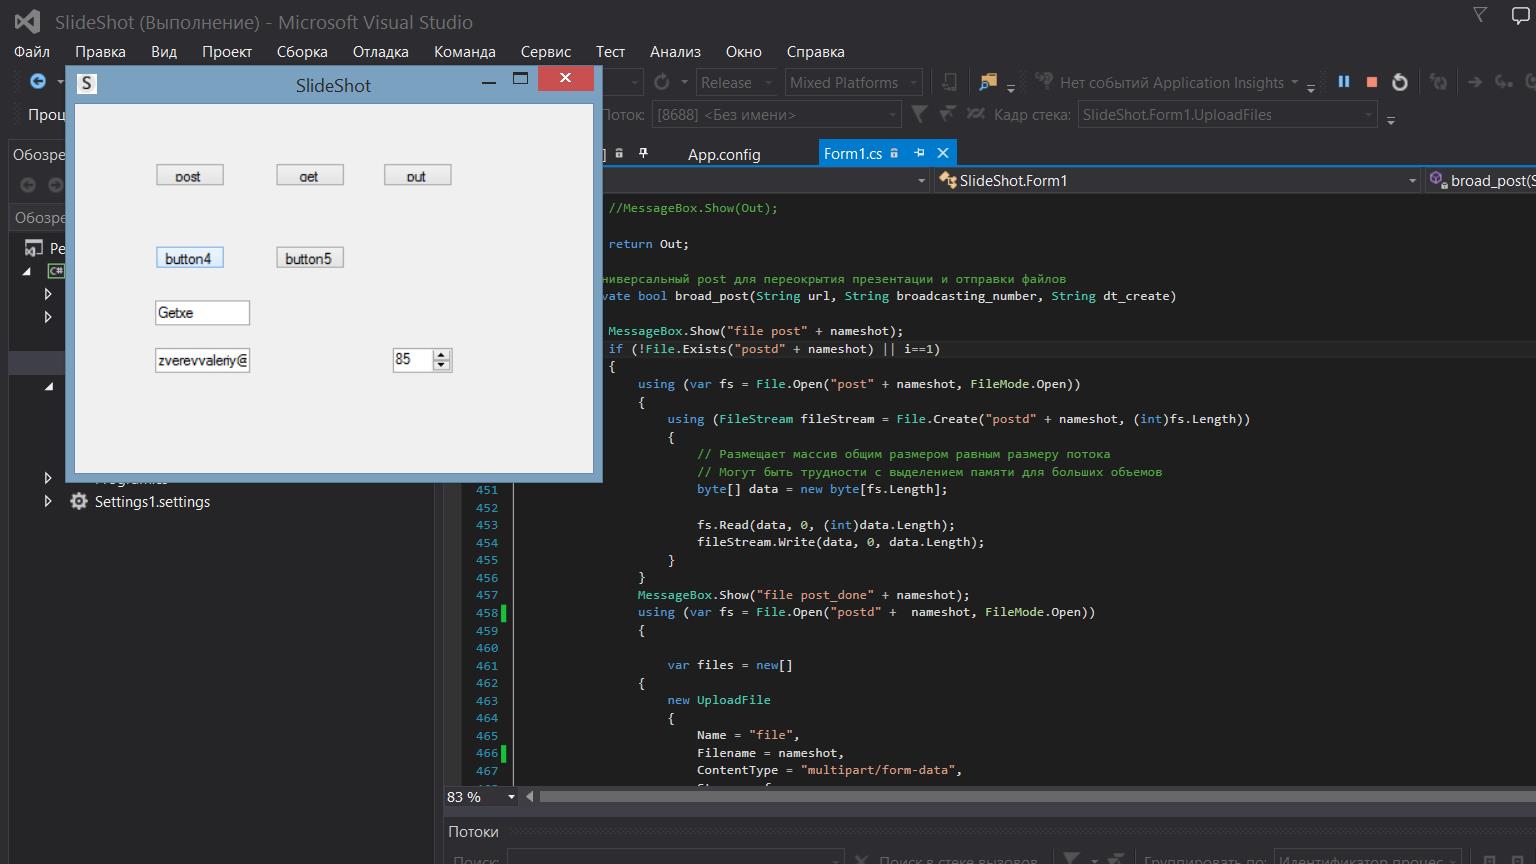 SlideShot (Выполнение) - Microsoft Visual Studio
Файл Правка Вид Проект Сборка Отладка Команда Сервис Тест Анализ Окно Справка
Release Mixed Platforms Нет событий Application Insights
Поток: [8688] <Без имени> Кадр стека: SlideShot.Form1.UploadFiles
App.config Form1.cs
SlideShot.Form1 broad_post(S
S SlideShot
post get put
button4 button5
Getxe
zverevvaleriy@ 85
Settings1.settings
//MessageBox.Show(Out);
return Out;
ниверсальный post для переокрытия презентации и отправки файлов
vate bool broad_post(String url, String broadcasting_number, String dt_create)
MessageBox.Show("file post" + nameshot);
if (!File.Exists("postd" + nameshot) || i==1)
{
using (var fs = File.Open("post" + nameshot, FileMode.Open))
{
using (FileStream fileStream = File.Create("postd" + nameshot, (int)fs.Length))
{
// Размещает массив общим размером равным размеру потока
// Могут быть трудности с выделением памяти для больших объемов
451 byte[] data = new byte[fs.Length];
452
453 fs.Read(data, 0, (int)data.Length);
454 fileStream.Write(data, 0, data.Length);
455 }
456 }
457 MessageBox.Show("file post_done" + nameshot);
458 using (var fs = File.Open("postd" +  nameshot, FileMode.Open))
459 {
460
461 var files = new[]
462 {
463 new UploadFile
464 {
465 Name = "file",
466 Filename = nameshot,
467 ContentType = "multipart/form-data",
83 %
Потоки
Поиск: Поиск в стеке вызовов Группировать по: Идентификатор процес